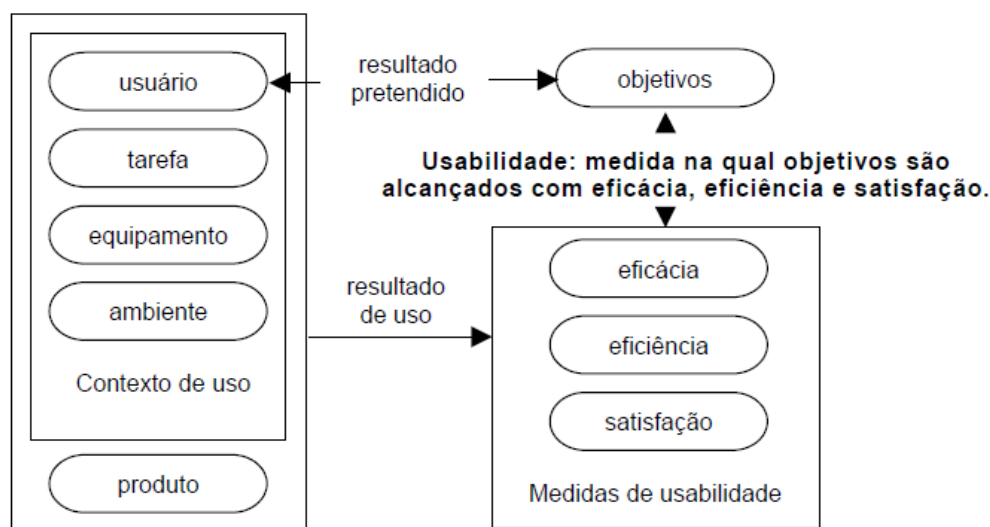 usuário
tarefa
equipamento
ambiente
Contexto de uso
produto
resultado
pretendido
objetivos
Usabilidade: medida na qual objetivos são
alcançados com eficácia, eficiência e satisfação.
resultado
de uso
eficácia
eficiência
satisfação
Medidas de usabilidade